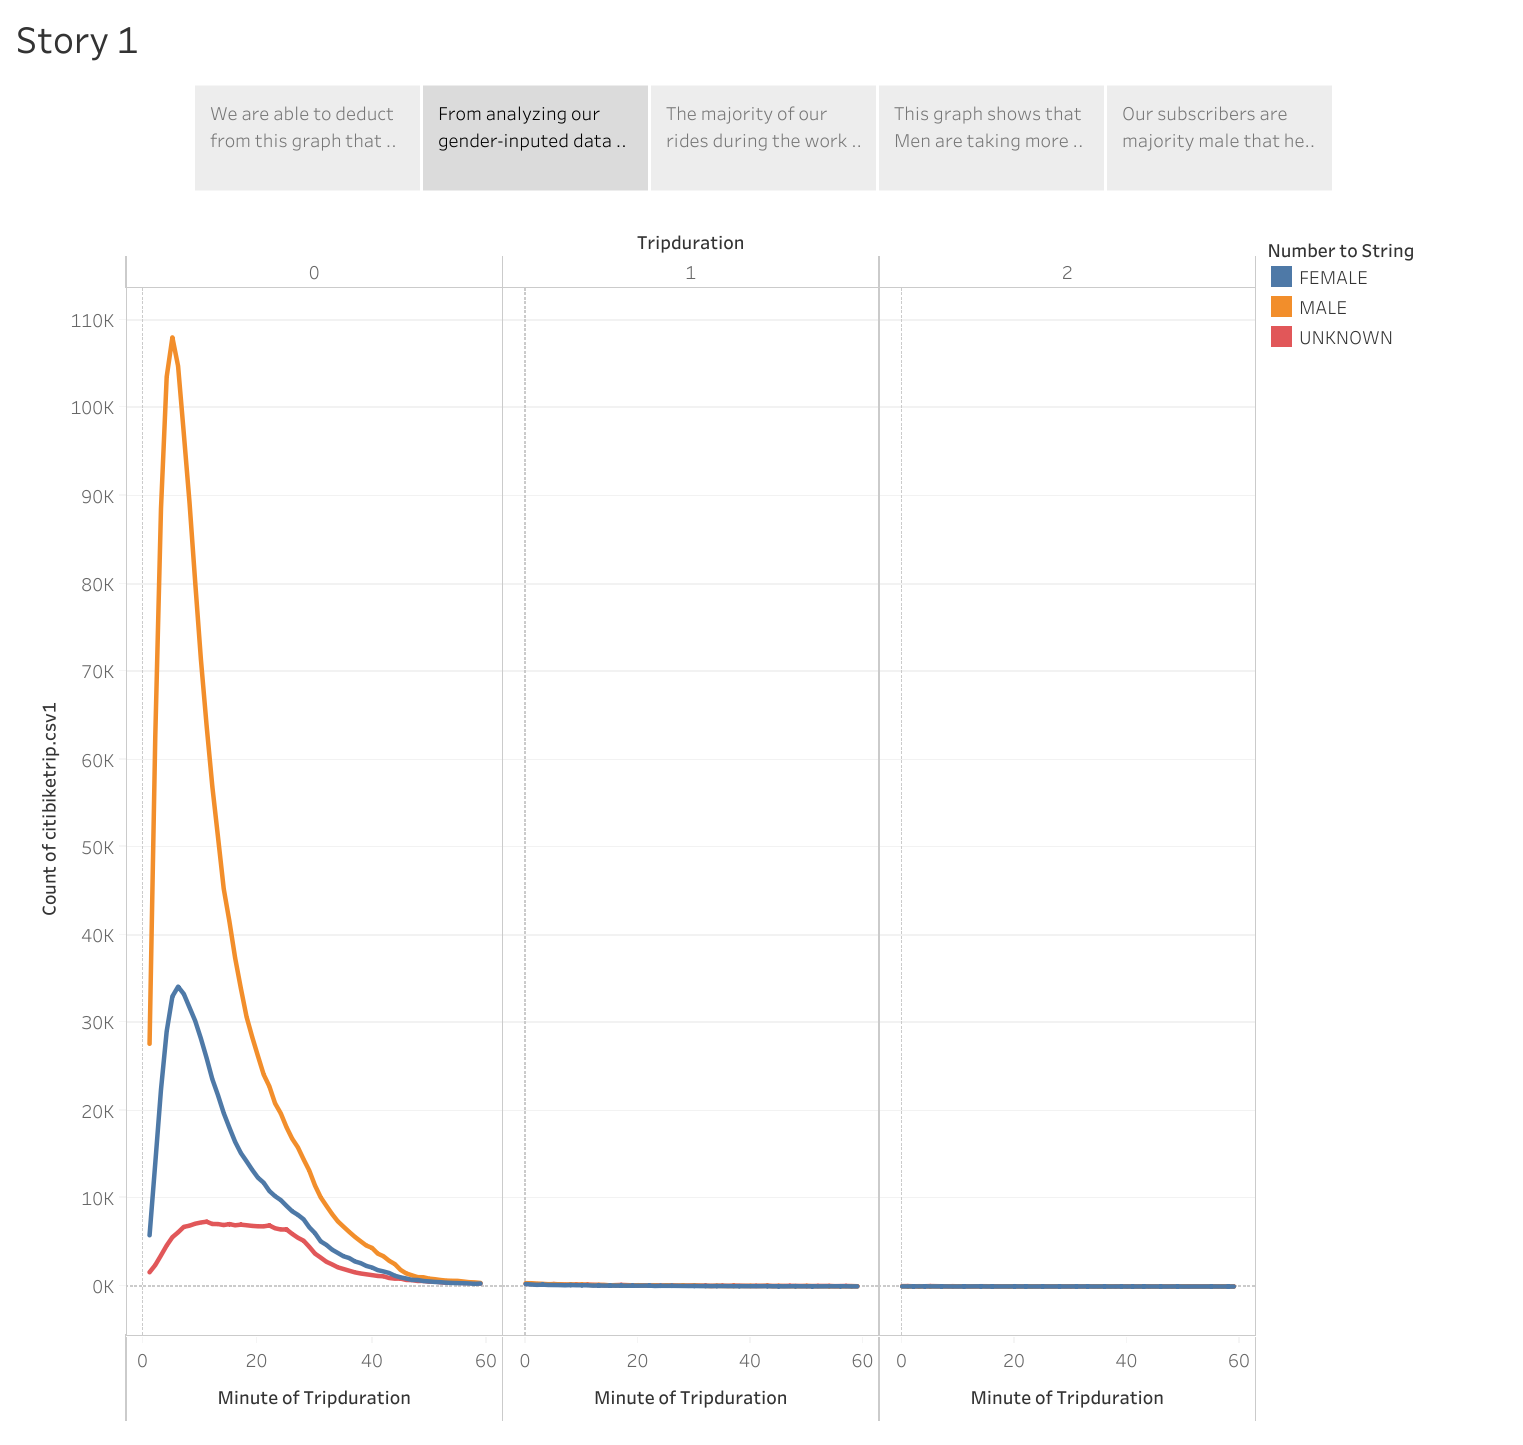 Story 1
We are able to deduct
from this graph that ..
From analyzing our
gender-inputed data ..
The majority of our
rides during the work ..
This graph shows that
Men are taking more ..
Our subscribers are
majority male that he..
Tripduration
0 1 2
Number to String
FEMALE
MALE
UNKNOWN
110K
100K
90K
80K
70K
60K
50K
40K
30K
20K
10K
0K
Count of citibiketrip.csv1
0 20 40 60 0 20 40 60 0 20 40 60
Minute of Tripduration Minute of Tripduration Minute of Tripduration